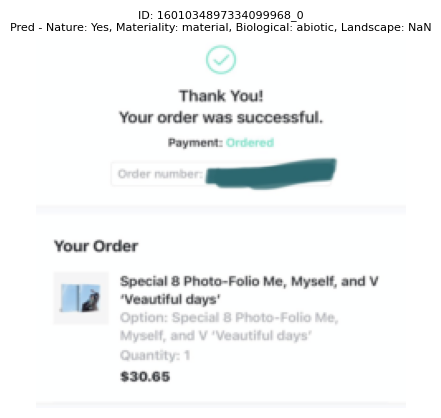 ID: 1601034897334099968_0
Pred - Nature: Yes, Materiality: material, Biological: abiotic, Landscape: NaN
Thank You!
Your order was successful.
Payment: Ordered
Order number:
Your Order
Special 8 Photo-Folio Me, Myself, and V
‘Veautiful days’
Option: Special 8 Photo-Folio Me,
Myself, and V ‘Veautiful days’
Quantity: 1
$30.65